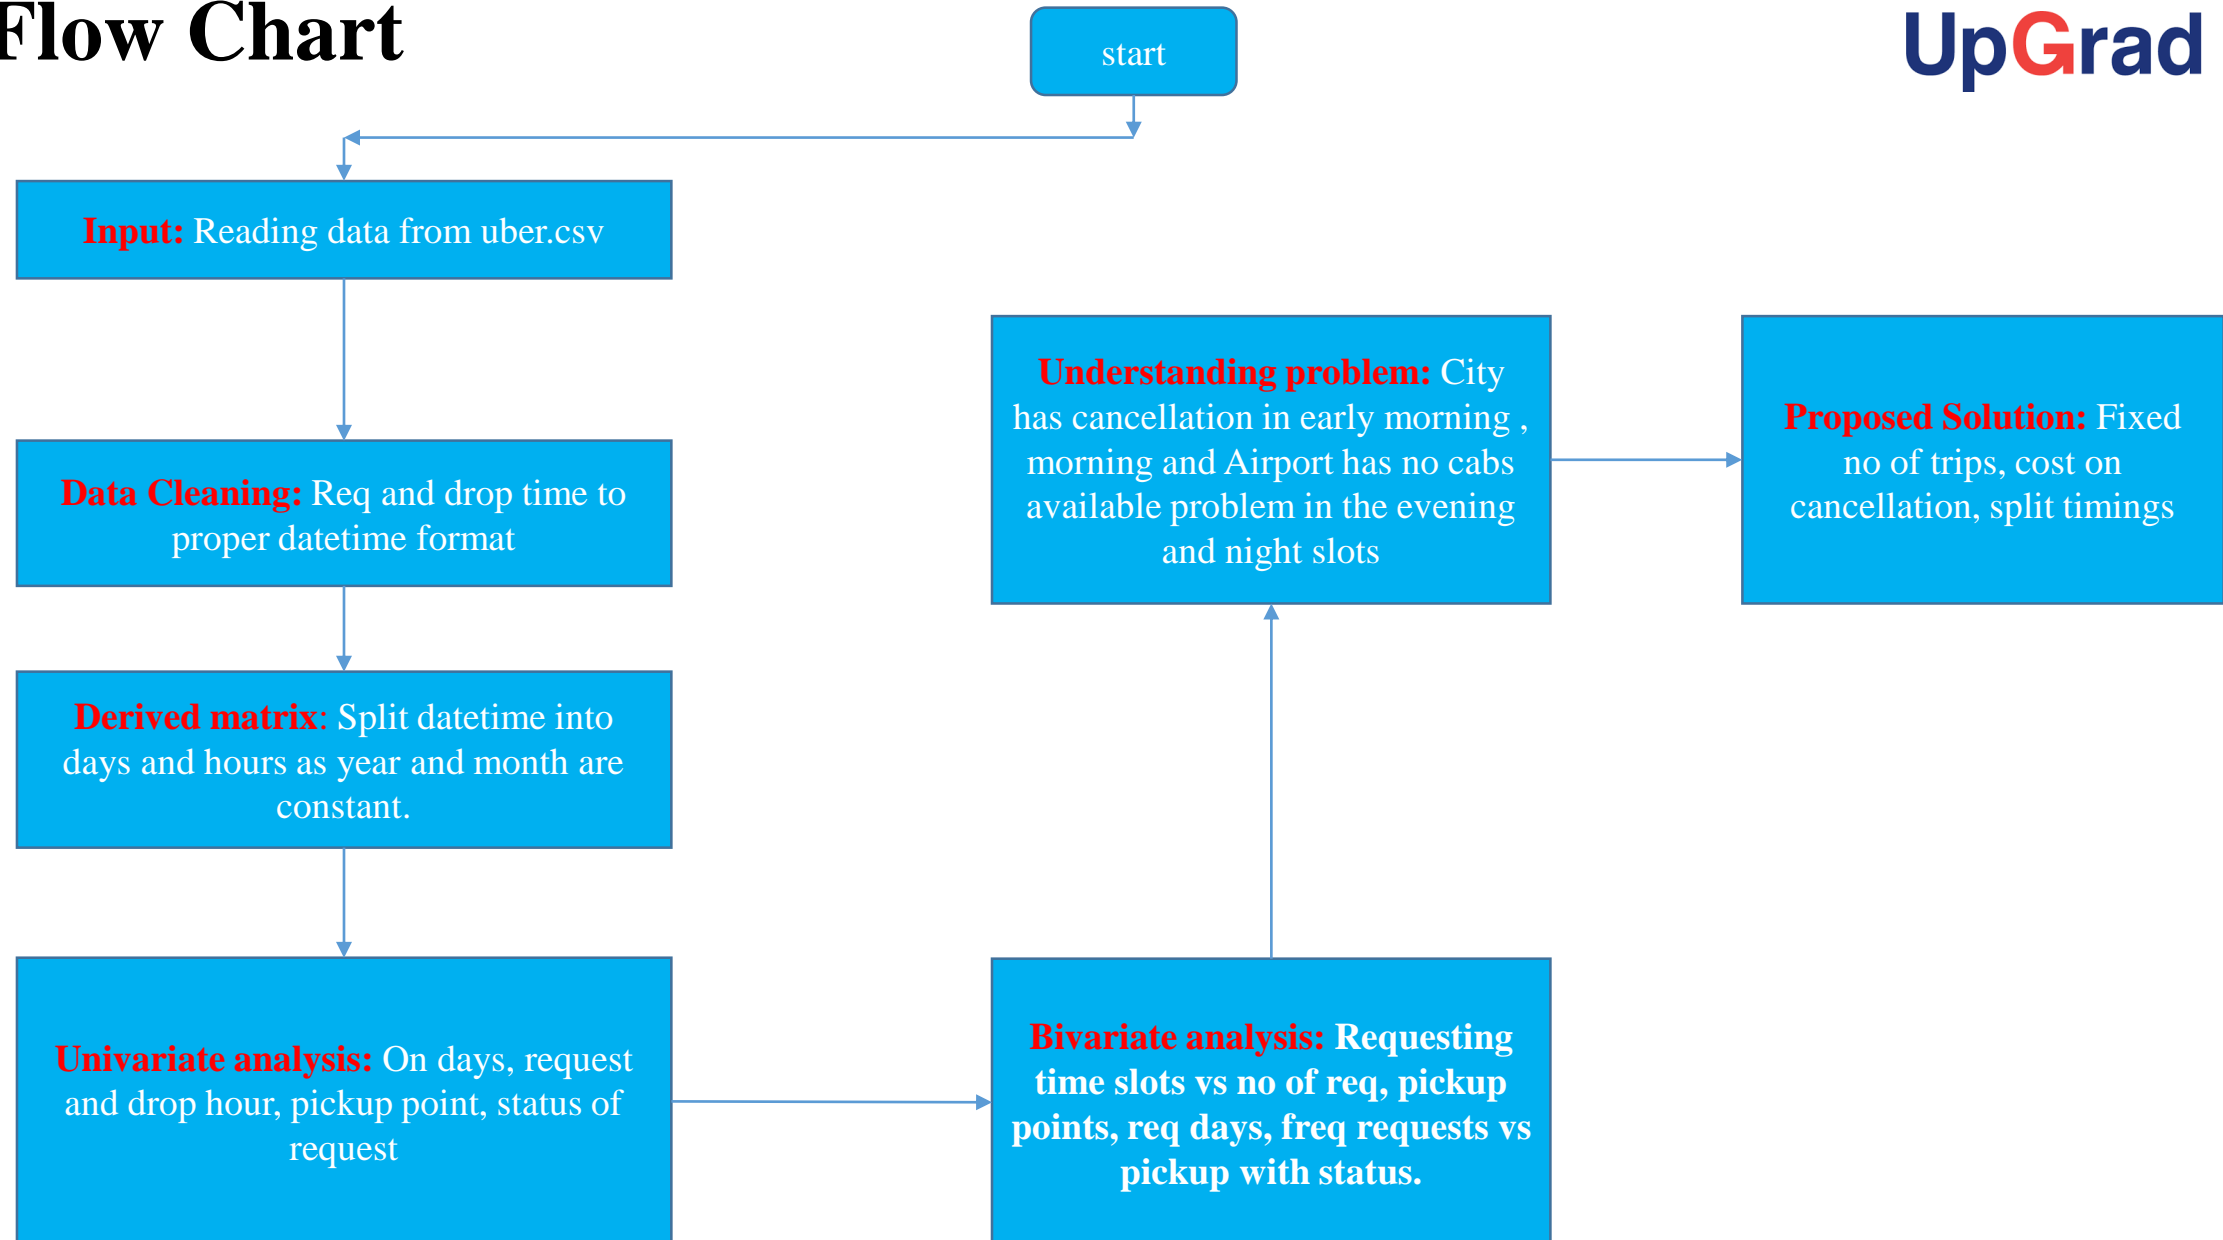 Flow Chart
UpGrad
start
Input: Reading data from uber.csv
Data Cleaning: Req and drop time to
proper datetime format
Derived matrix: Split datetime into
days and hours as year and month are
constant.
Univariate analysis: On days, request
and drop hour, pickup point, status of
request
Bivariate analysis: Requesting
time slots vs no of req, pickup
points, req days, freq requests vs
pickup with status.
Understanding problem: City
has cancellation in early morning ,
morning and Airport has no cabs
available problem in the evening
and night slots
Proposed Solution: Fixed
no of trips, cost on
cancellation, split timings